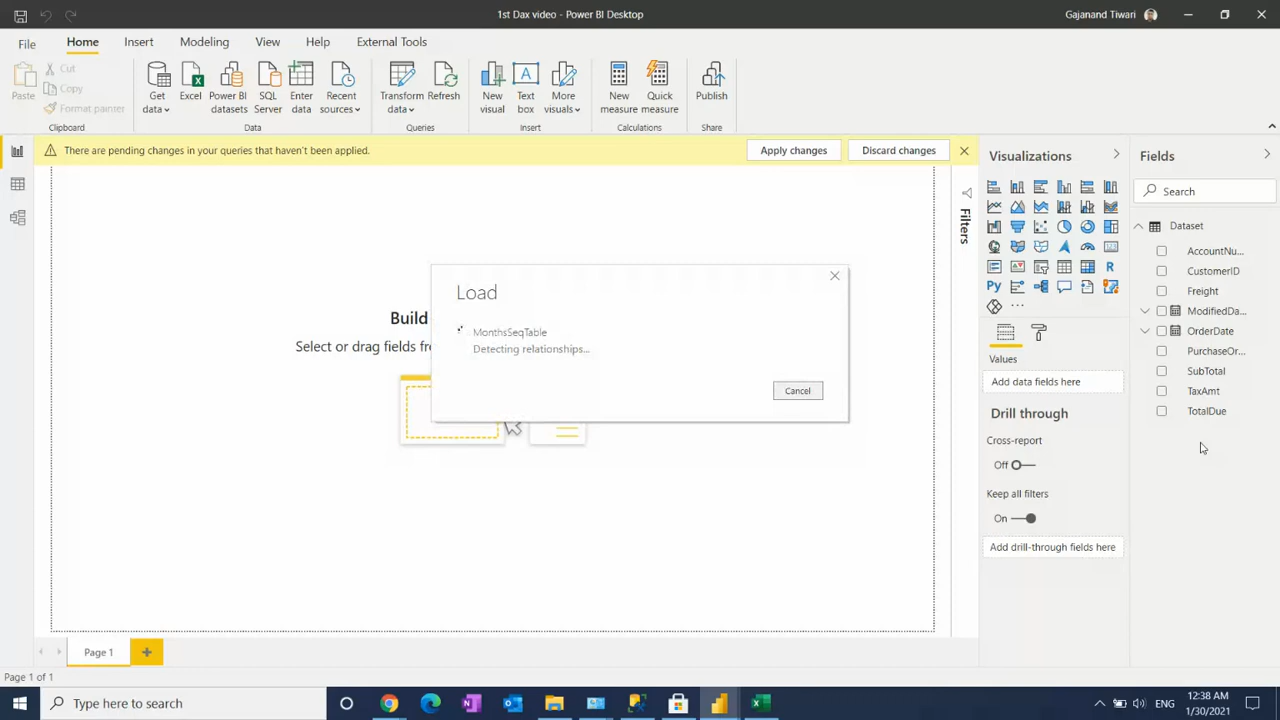 1st Dax video - Power BI Desktop
Gajanand Tiwari
File
Home
Insert
Modeling
View
Help
External Tools
Paste
Cut
Copy
Format painter
Get data
Excel
Power BI datasets
SQL Server
Enter data
Recent sources
Transform data
Refresh
New visual
Text box
More visuals
New measure
Quick measure
Publish
Clipboard
Data
Queries
Insert
Calculations
Share
There are pending changes in your queries that haven't been applied.
Apply changes
Discard changes
Filters
Build
Select or drag fields fr
Load
MonthsSeqTable
Detecting relationships...
Cancel
Visualizations
R
Py
...
Values
Add data fields here
Drill through
Cross-report
Off
Keep all filters
On
Add drill-through fields here
Fields
Search
Dataset
AccountNu...
CustomerID
Freight
ModifiedDa...
OrderDate
PurchaseOr...
SubTotal
TaxAmt
TotalDue
Page 1
Page 1 of 1
Type here to search
ENG
12:38 AM
1/30/2021